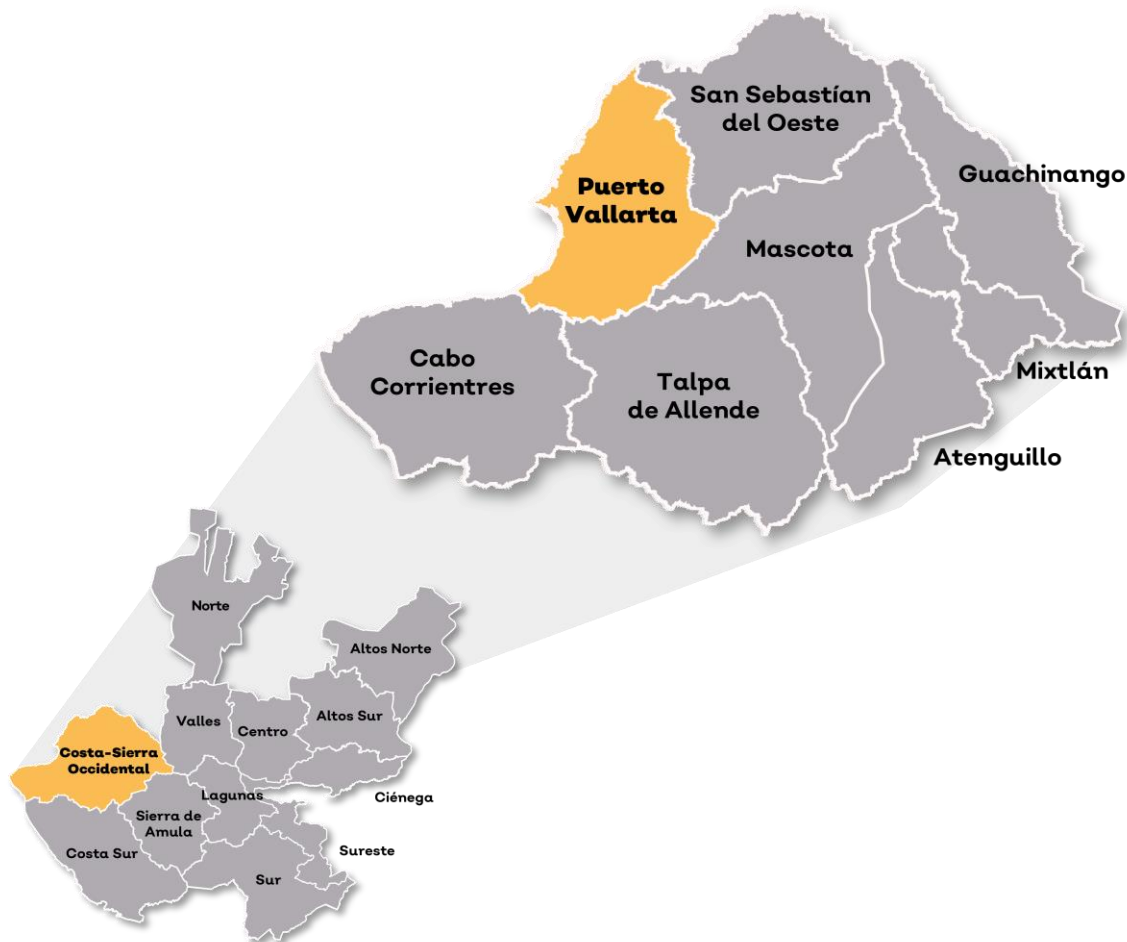 San Sebastían
del Oeste
Guachinango
Puerto
Vallarta
Mascota
Cabo
Corrientres
Talpa
de Allende
Mixtlán
Atenguillo
Norte
Altos Norte
Valles
Centro
Altos Sur
Costa-Sierra
Occidental
Lagunas
Ciénega
Sierra de
Amula
Costa Sur
Sureste
Sur